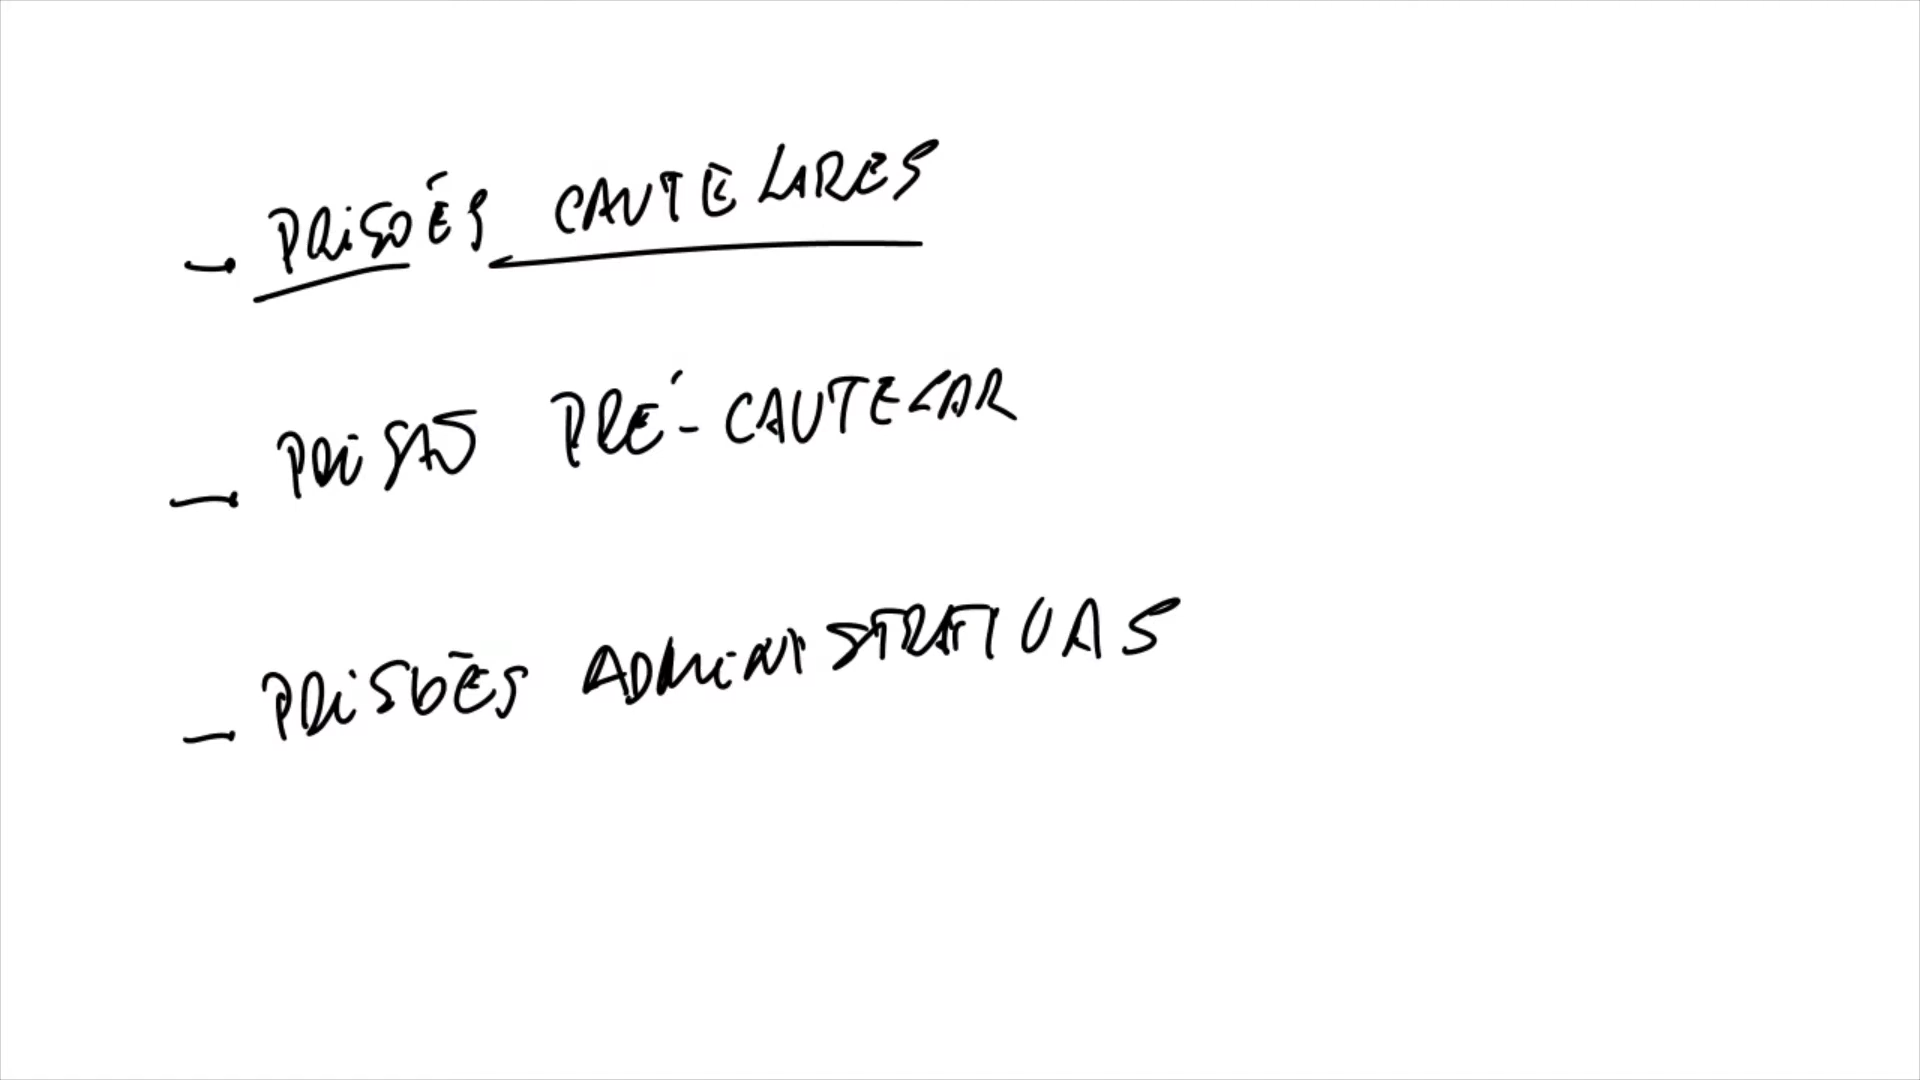 - PRISÕES CAUTELARES
- PRISÃO PRÉ-CAUTELAR
- PRISÕES ADMINISTRATIVAS